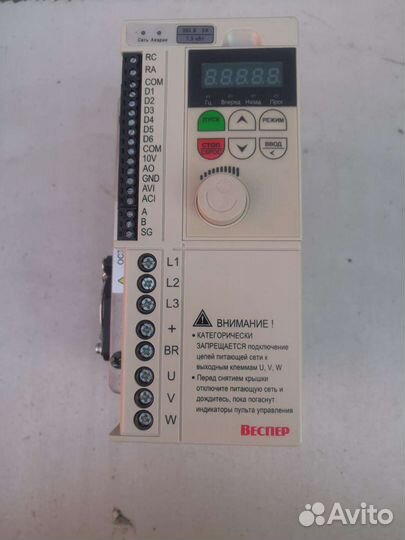 Сеть Авария
RC
RA
COM
D1
D2
D3
D4
D5
D6
COM
10V
AO
GND
AVI
ACI
A
B
SG
Гц Вперед Назад Прог
ПУСК
РЕЖИМ
СТОП
СБРОС
ВВОД
<
L1
L2
L3
+
BR
U
V
W
ВНИМАНИЕ !
• КАТЕГОРИЧЕСКИ
ЗАПРЕЩАЕТСЯ подключение
цепей питающей сети к
выходным клеммам U, V, W
• Перед снятием крышки
отключите питающую сеть и
дождитесь, пока погаснут
индикаторы пульта управления
ВЕСПЕР
Avito